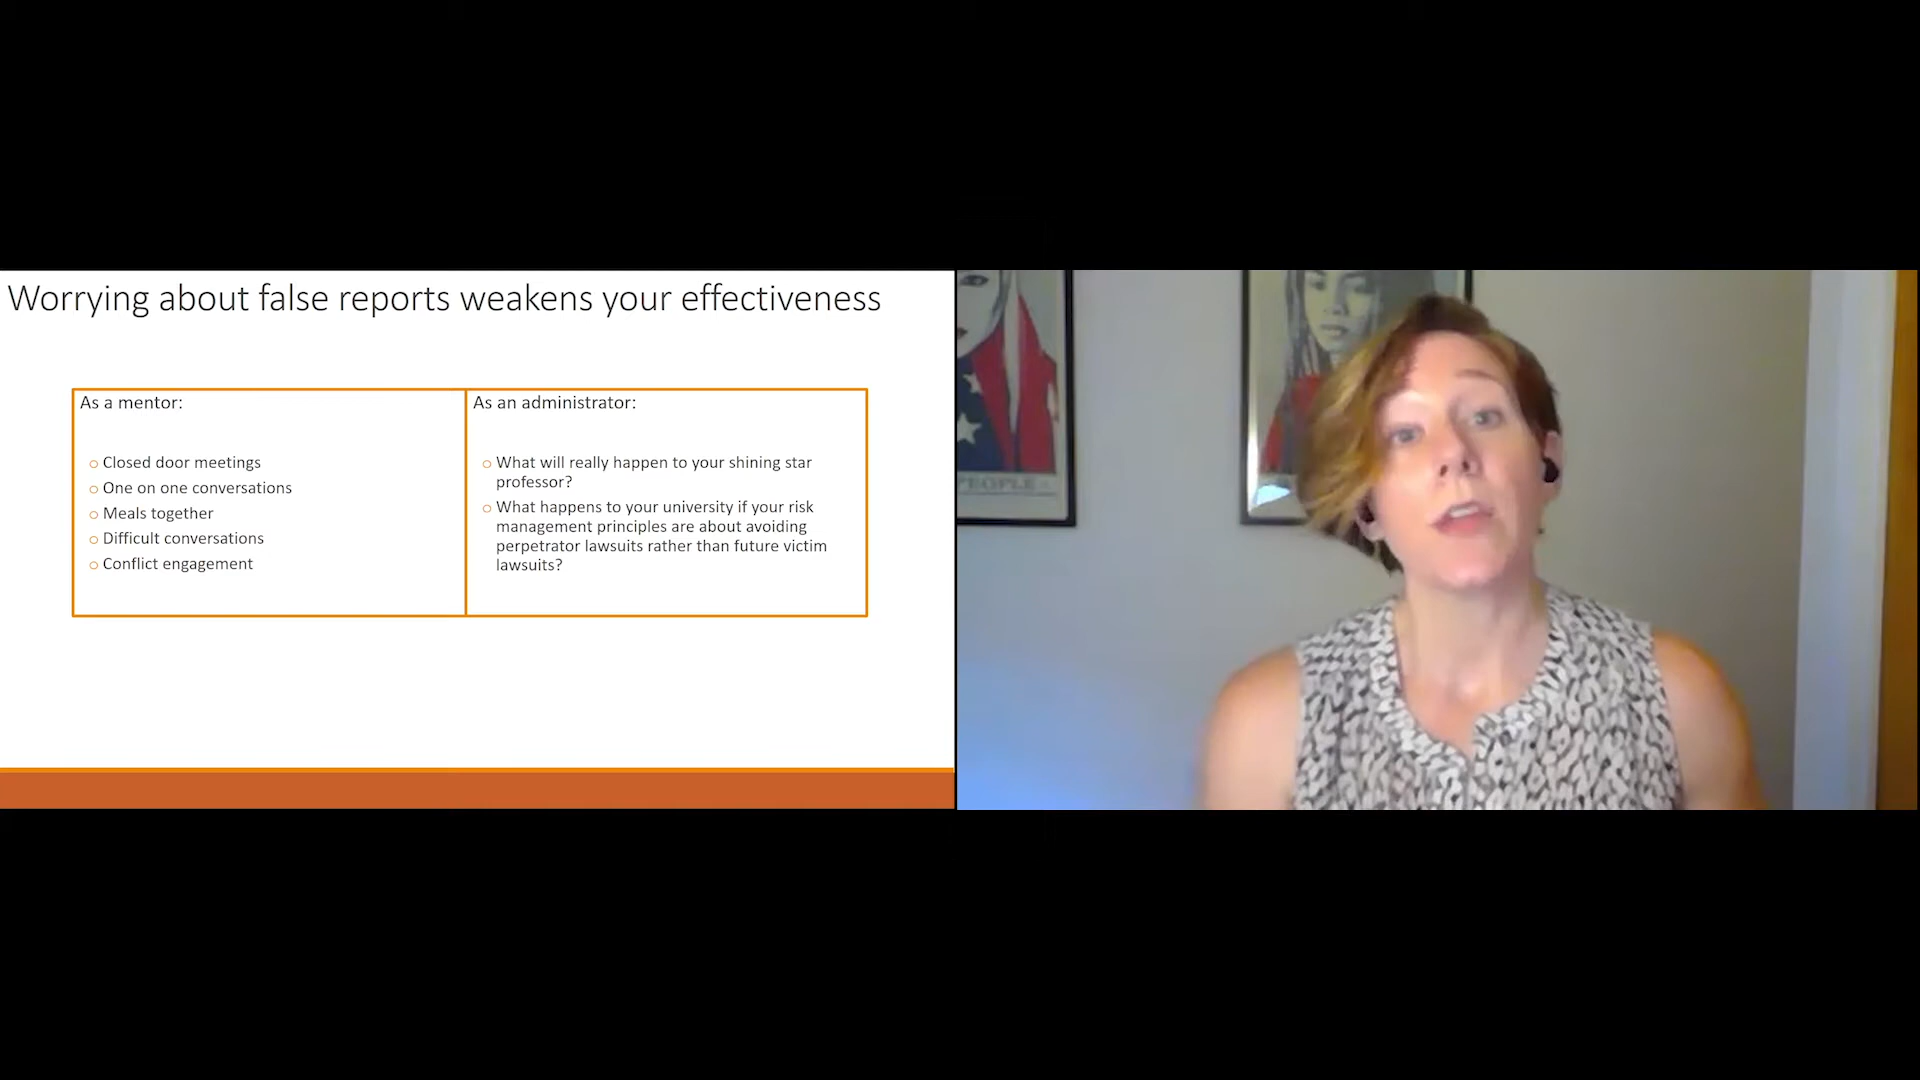 Worrying about false reports weakens your effectiveness
As a mentor:
o Closed door meetings
o One on one conversations
o Meals together
o Difficult conversations
o Conflict engagement
As an administrator:
o What will really happen to your shining star
professor?
o What happens to your university if your risk
management principles are about avoiding
perpetrator lawsuits rather than future victim
lawsuits?
PEOPLE